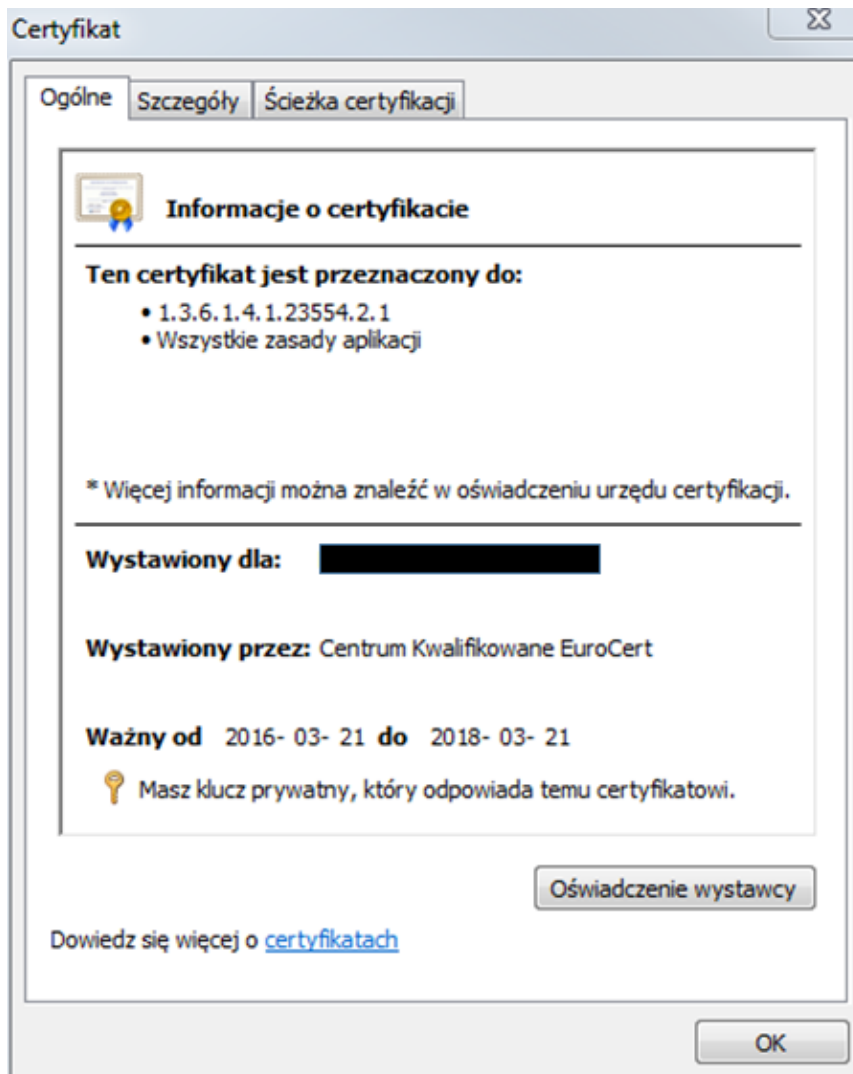 Certyfikat
Ogólne Szczegóły Ścieżka certyfikacji
Informacje o certyfikacie
Ten certyfikat jest przeznaczony do:
• 1.3.6.1.4.1.23554.2.1
• Wszystkie zasady aplikacji
* Więcej informacji można znaleźć w oświadczeniu urzędu certyfikacji.
Wystawiony dla:
Wystawiony przez: Centrum Kwalifikowane EuroCert
Ważny od 2016- 03- 21 do 2018- 03- 21
Masz klucz prywatny, który odpowiada temu certyfikatowi.
Oświadczenie wystawcy
Dowiedz się więcej o certyfikatach
OK